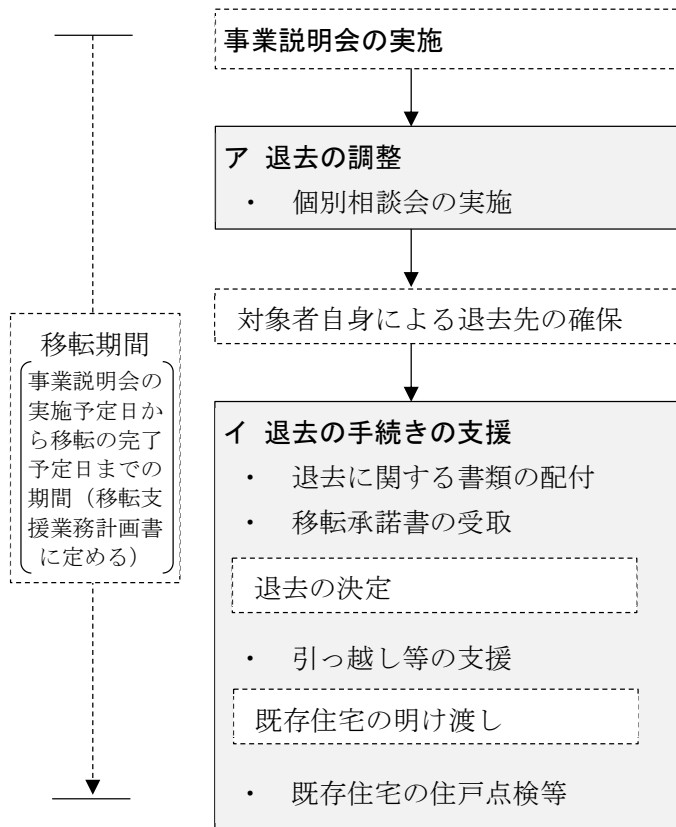 事業説明会の実施
ア 退去の調整
・ 個別相談会の実施
対象者自身による退去先の確保
移転期間
事業説明会の
実施予定日か
ら移転の完了
予定日までの
期間（移転支
援業務計画書
に定める）
イ 退去の手続きの支援
・ 退去に関する書類の配付
・ 移転承諾書の受取
退去の決定
・ 引っ越し等の支援
既存住宅の明け渡し
・ 既存住宅の住戸点検等